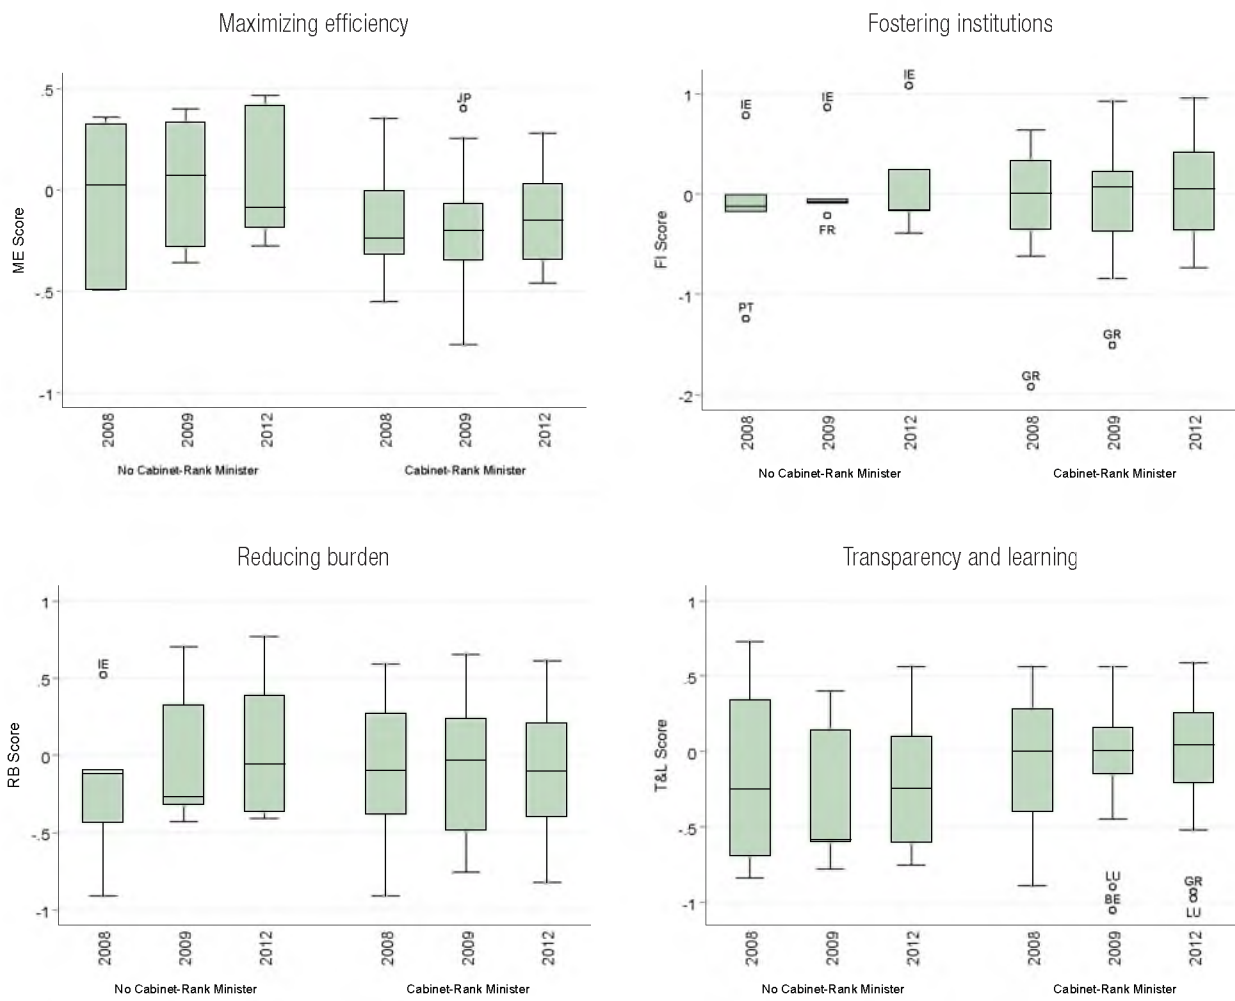 Maximizing efficiency
.5
0
-.5
-1
ME Score
JP
2008
2009
2012
2008
2009
2012
No Cabinet-Rank Minister
Cabinet-Rank Minister
Fostering institutions
1
0
-1
-2
FI Score
IE
PT
IE
FR
IE
GR
GR
2008
2009
2012
2008
2009
2012
No Cabinet-Rank Minister
Cabinet-Rank Minister
Reducing burden
1
.5
0
-.5
-1
RB Score
IE
2008
2009
2012
2008
2009
2012
No Cabinet-Rank Minister
Cabinet-Rank Minister
Transparency and learning
1
.5
0
-.5
-1
T&L Score
LU
BE
GR
LU
2008
2009
2012
2008
2009
2012
No Cabinet-Rank Minister
Cabinet-Rank Minister